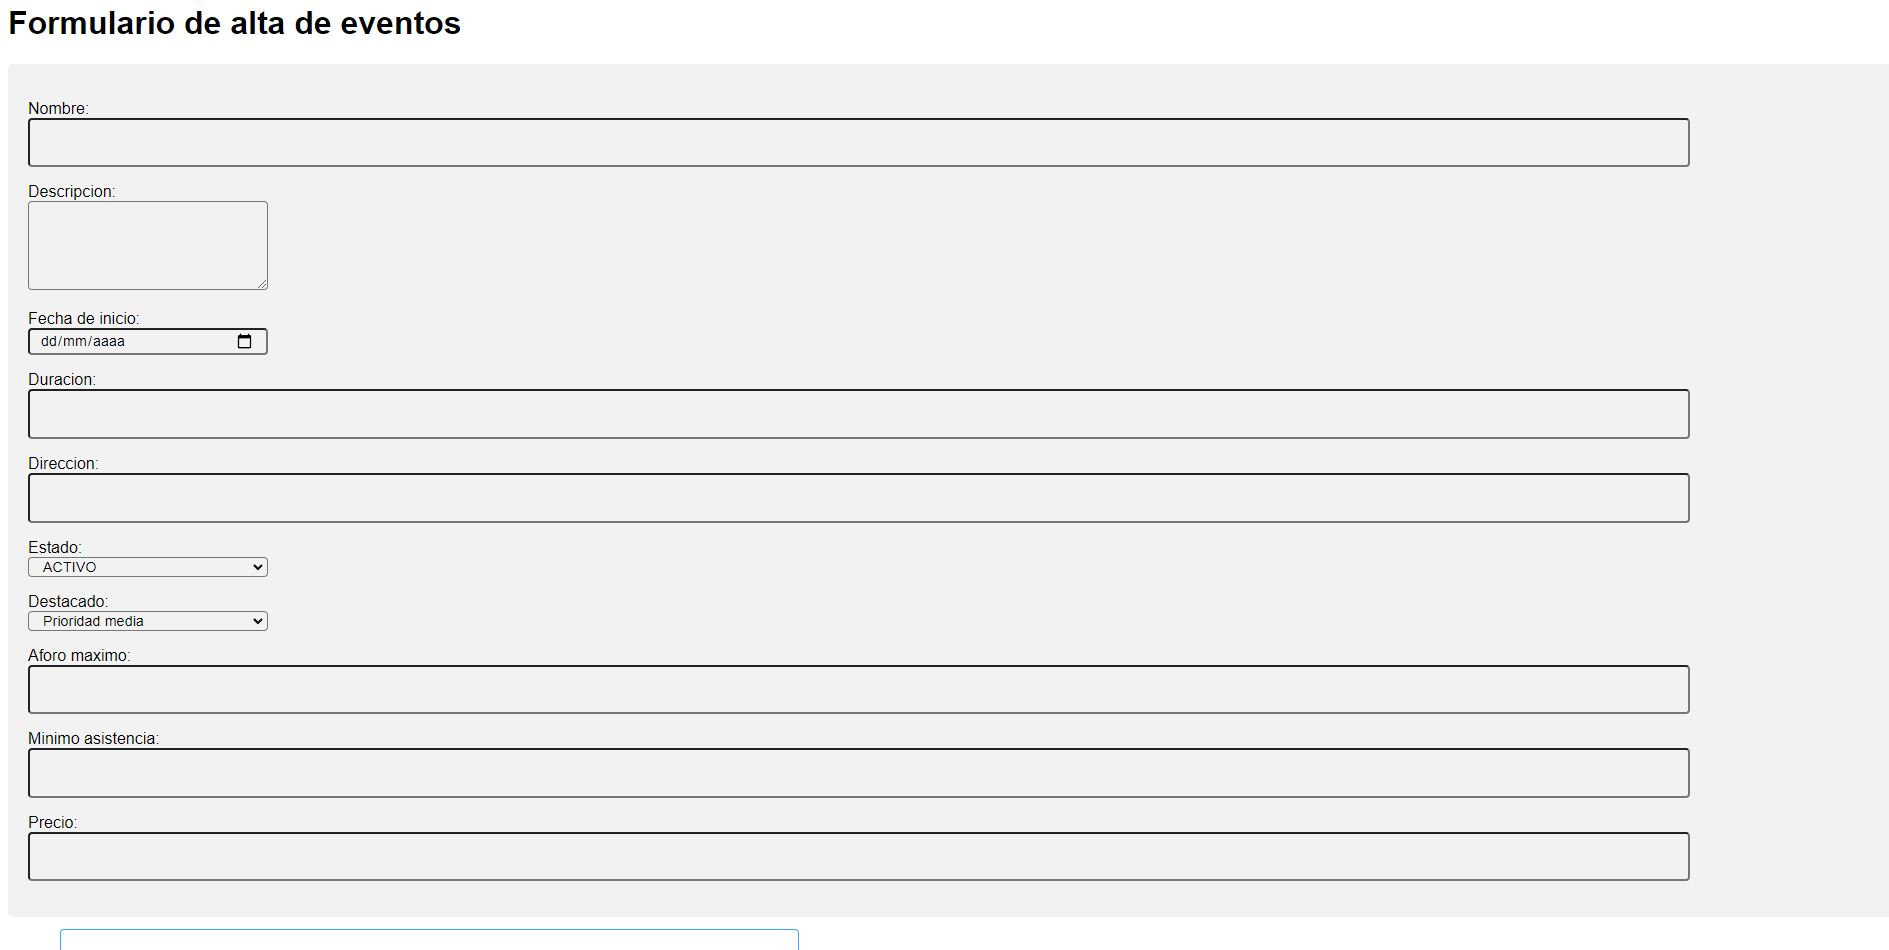 Formulario de alta de eventos
Nombre:
Descripcion:
Fecha de inicio:
dd/mm/aaaa
Duracion:
Direccion:
Estado:
ACTIVO
Destacado:
Prioridad media
Aforo maximo:
Minimo asistencia:
Precio: